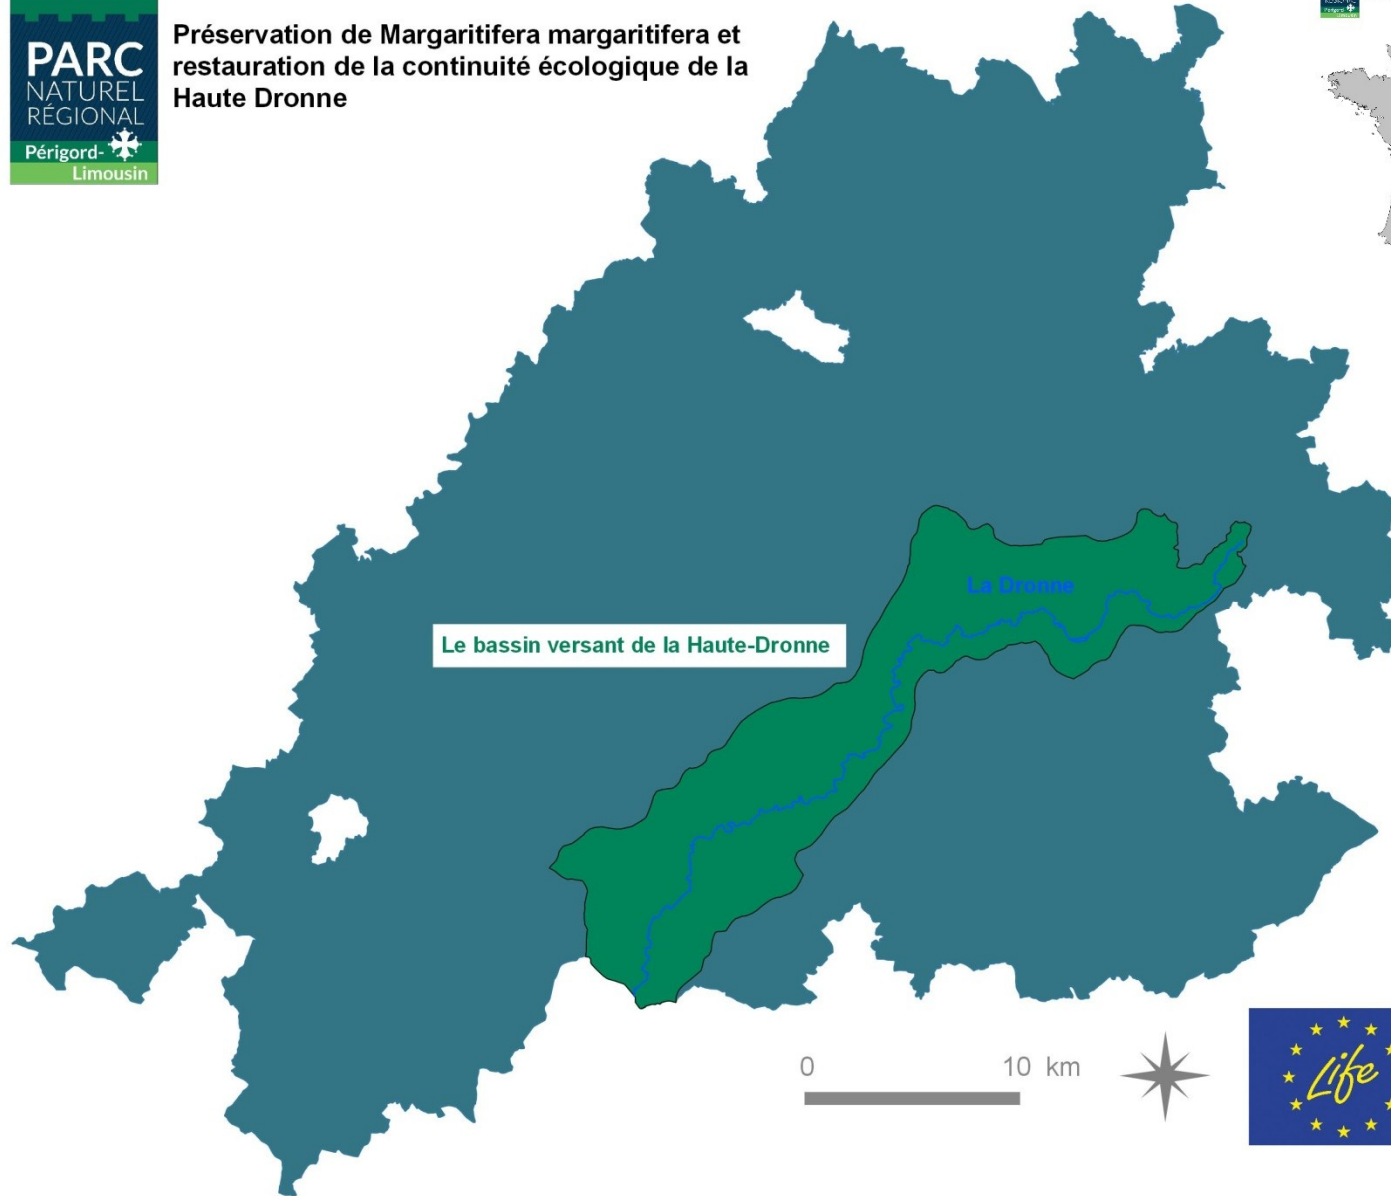 PARC
NATUREL
RÉGIONAL
Périgord-
Limousin
Préservation de Margaritifera margaritifera et
restauration de la continuité écologique de la
Haute Dronne
La Dronne
Le bassin versant de la Haute-Dronne
0 10 km
Life